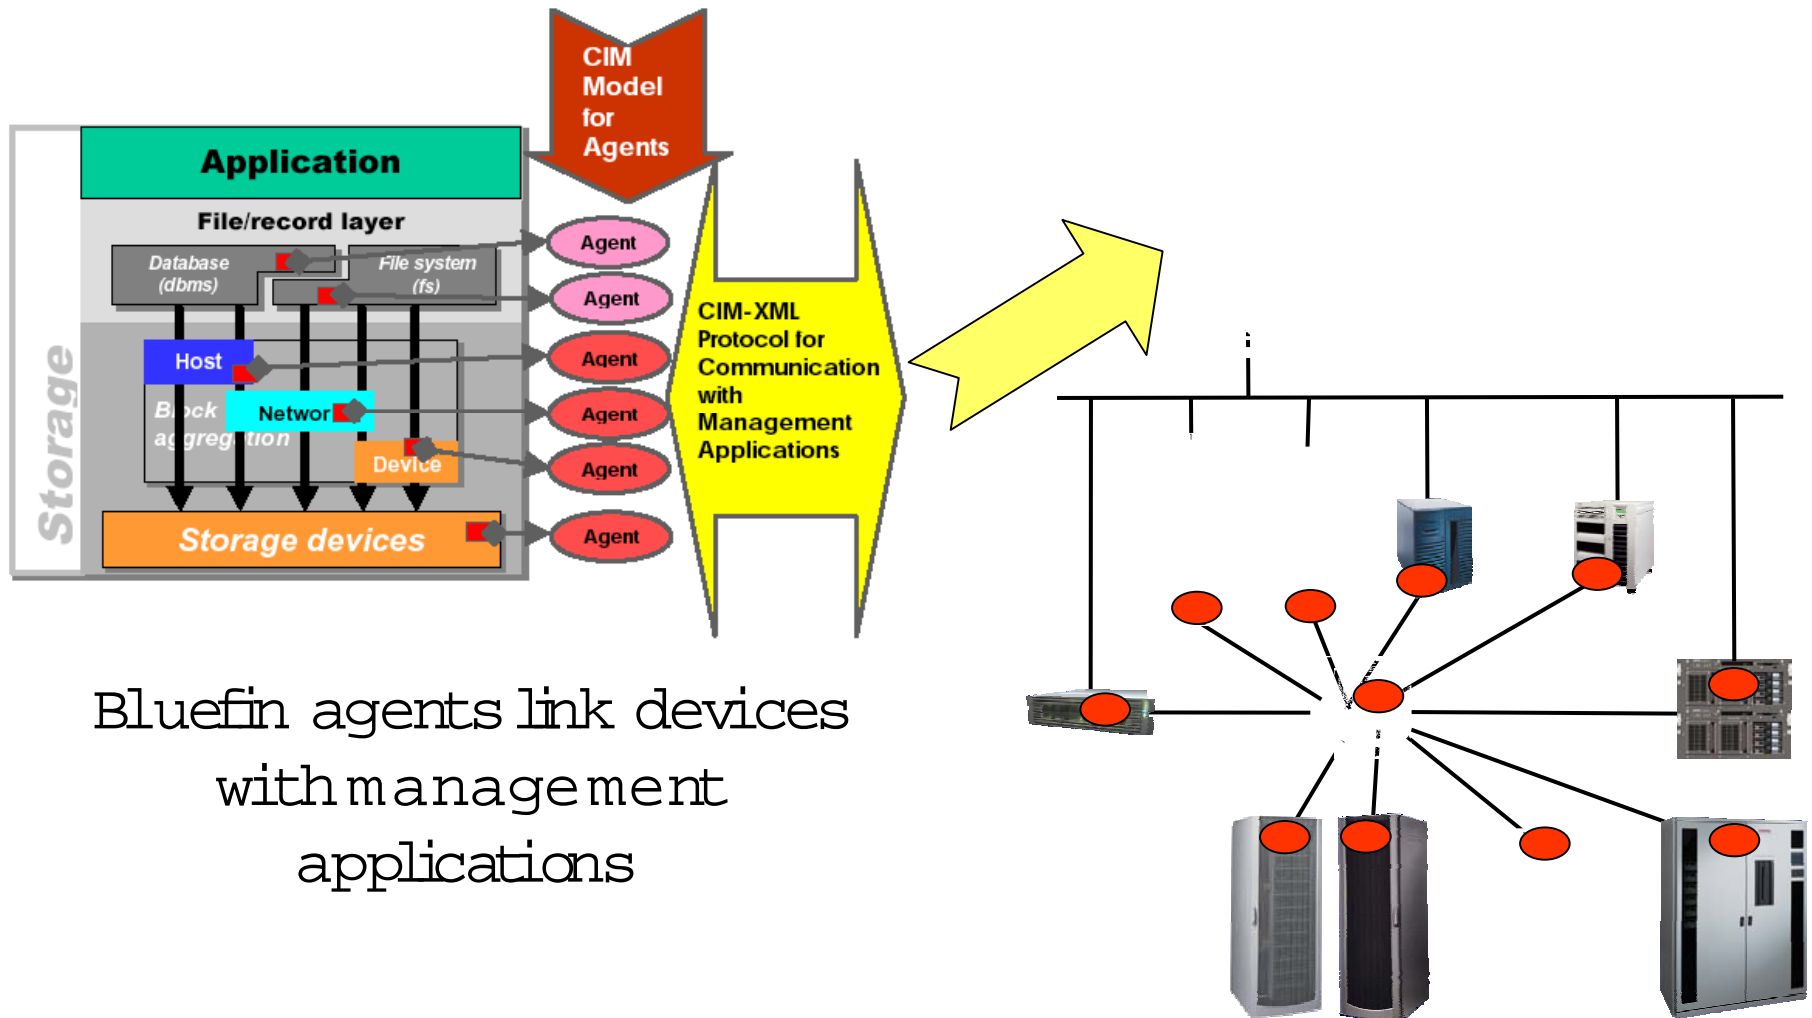 CIM
Model
for
Agents
Application
File/record layer
Database
(dbms)
File system
(fs)
Storage
Host
Block
aggregation
Networ
Device
Storage devices
Agent
Agent
Agent
Agent
Agent
Agent
CIM-XML
Protocol for
Communication
with
Management
Applications
Bluefin agents link devices
with management
applications